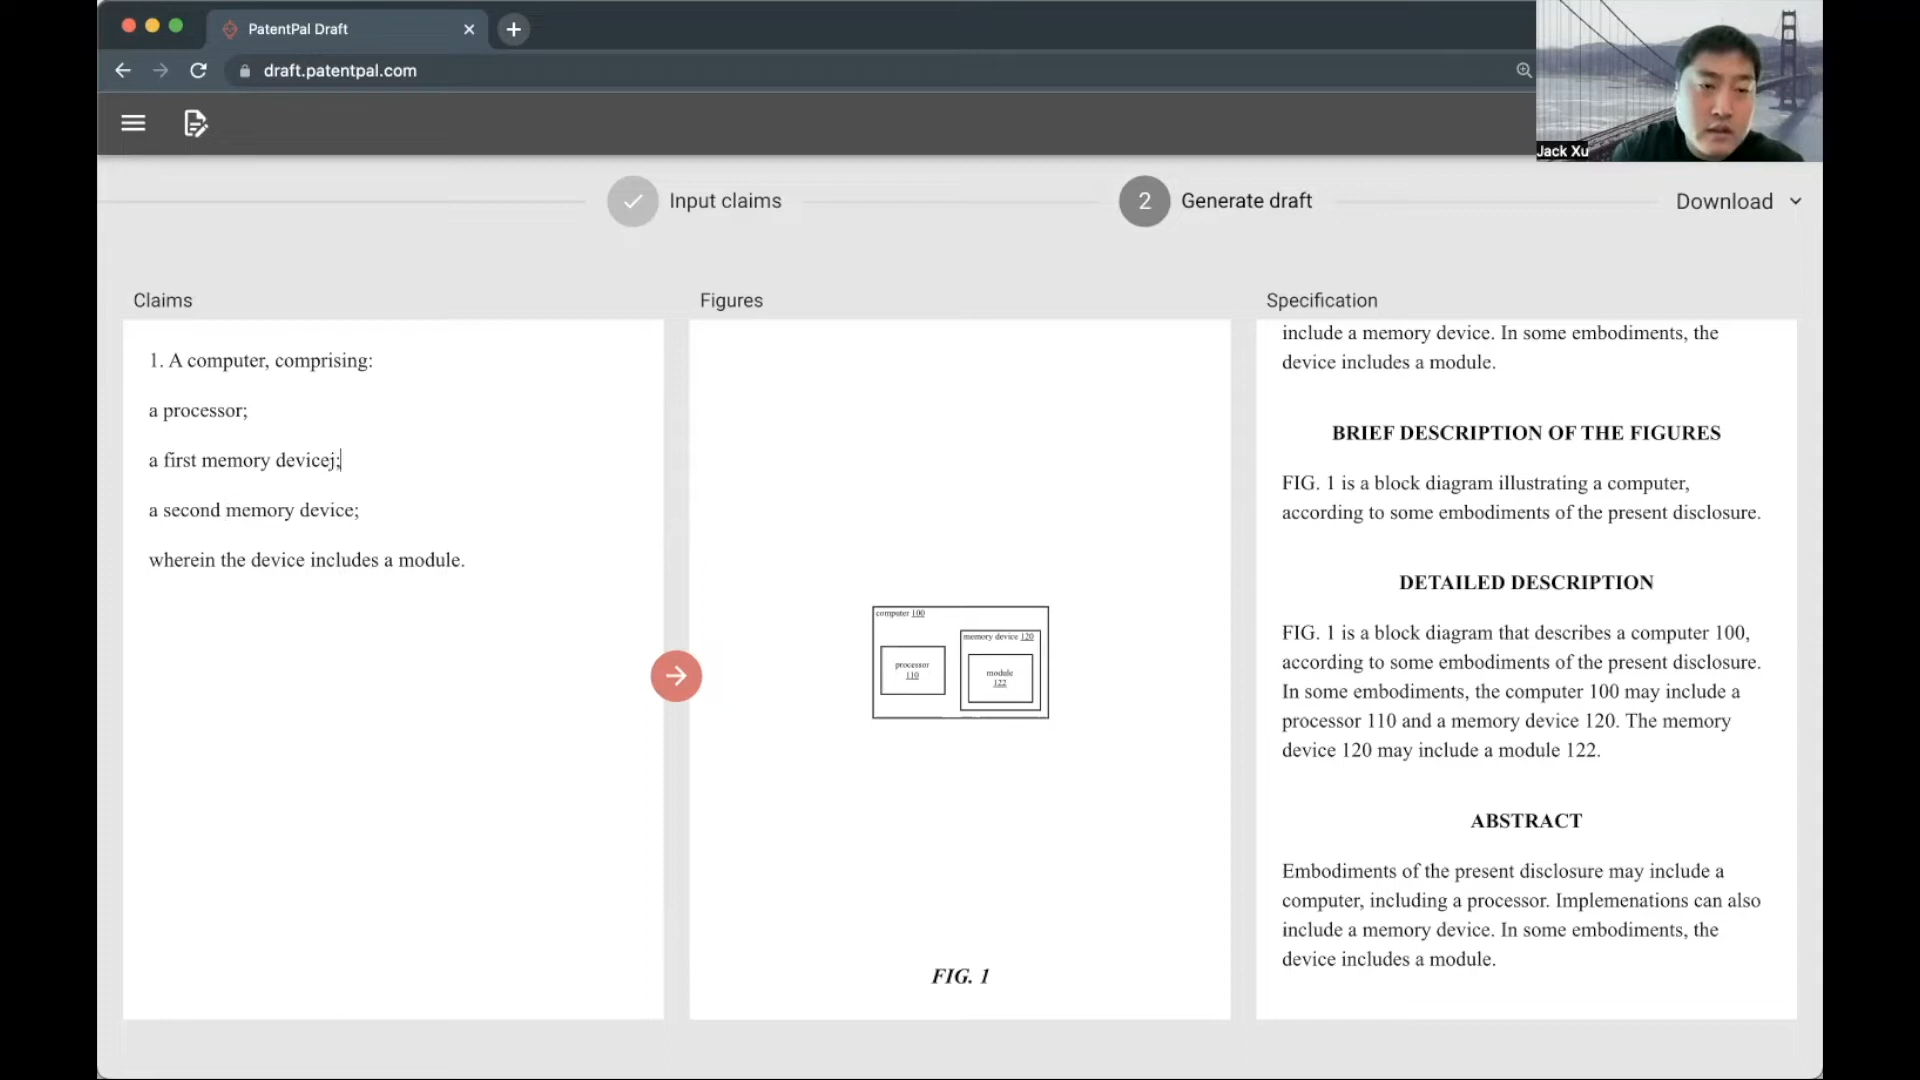 PatentPal Draft
draft.patentpal.com
Jack Xu
Input claims
2
Generate draft
Download
Claims
1. A computer, comprising:
a processor;
a first memory devicej;
a second memory device;
wherein the device includes a module.
Figures
computer 100
processor
110
memory device 120
module
122
FIG. 1
Specification
include a memory device. In some embodiments, the
device includes a module.
BRIEF DESCRIPTION OF THE FIGURES
FIG. 1 is a block diagram illustrating a computer,
according to some embodiments of the present disclosure.
DETAILED DESCRIPTION
FIG. 1 is a block diagram that describes a computer 100,
according to some embodiments of the present disclosure.
In some embodiments, the computer 100 may include a
processor 110 and a memory device 120. The memory
device 120 may include a module 122.
ABSTRACT
Embodiments of the present disclosure may include a
computer, including a processor. Implemenations can also
include a memory device. In some embodiments, the
device includes a module.